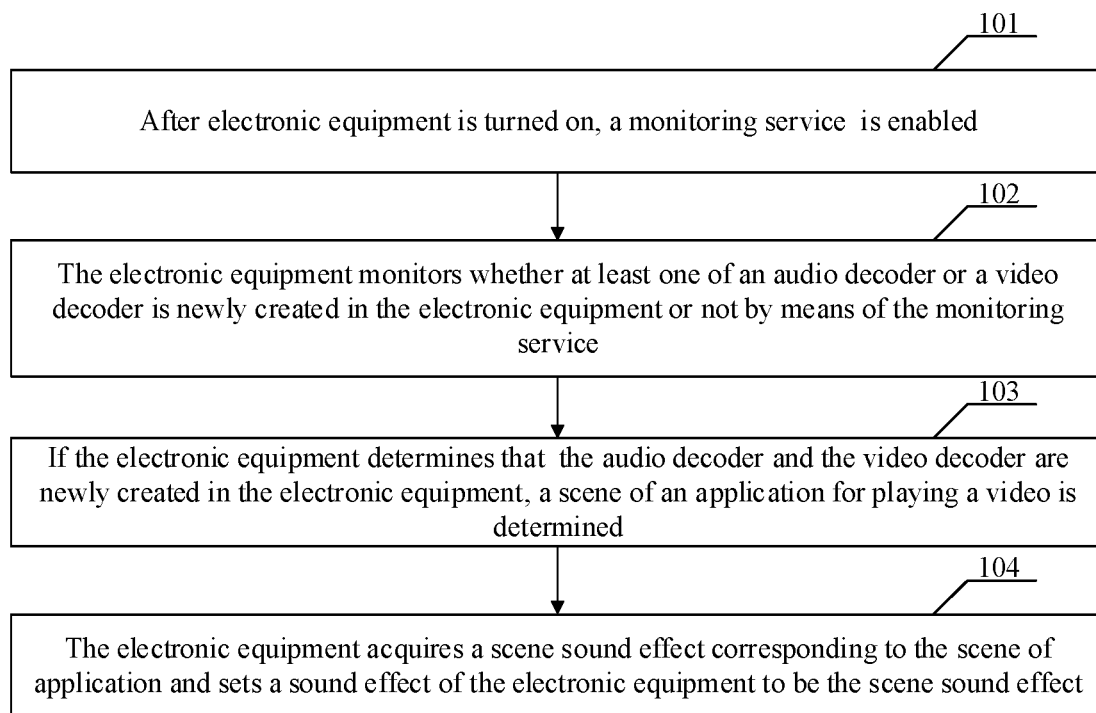 101
After electronic equipment is turned on, a monitoring service is enabled
102
The electronic equipment monitors whether at least one of an audio decoder or a video
decoder is newly created in the electronic equipment or not by means of the monitoring
service
103
If the electronic equipment determines that the audio decoder and the video decoder are
newly created in the electronic equipment, a scene of an application for playing a video is
determined
104
The electronic equipment acquires a scene sound effect corresponding to the scene of
application and sets a sound effect of the electronic equipment to be the scene sound effect